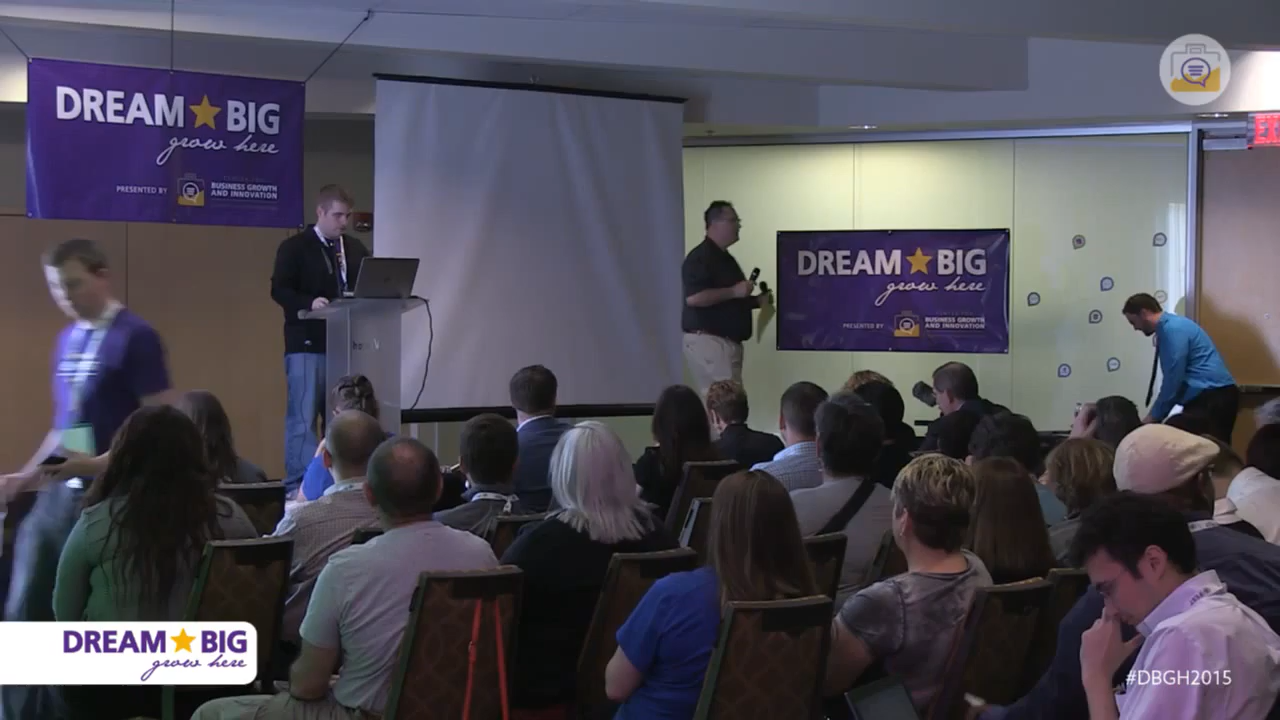 DREAM BIG
grow here
PRESENTED BY
BUSINESS GROWTH
AND INNOVATION
DREAM BIG
grow here
PRESENTED BY
BUSINESS GROWTH
AND INNOVATION
DREAM BIG
grow here
#DBGH2015